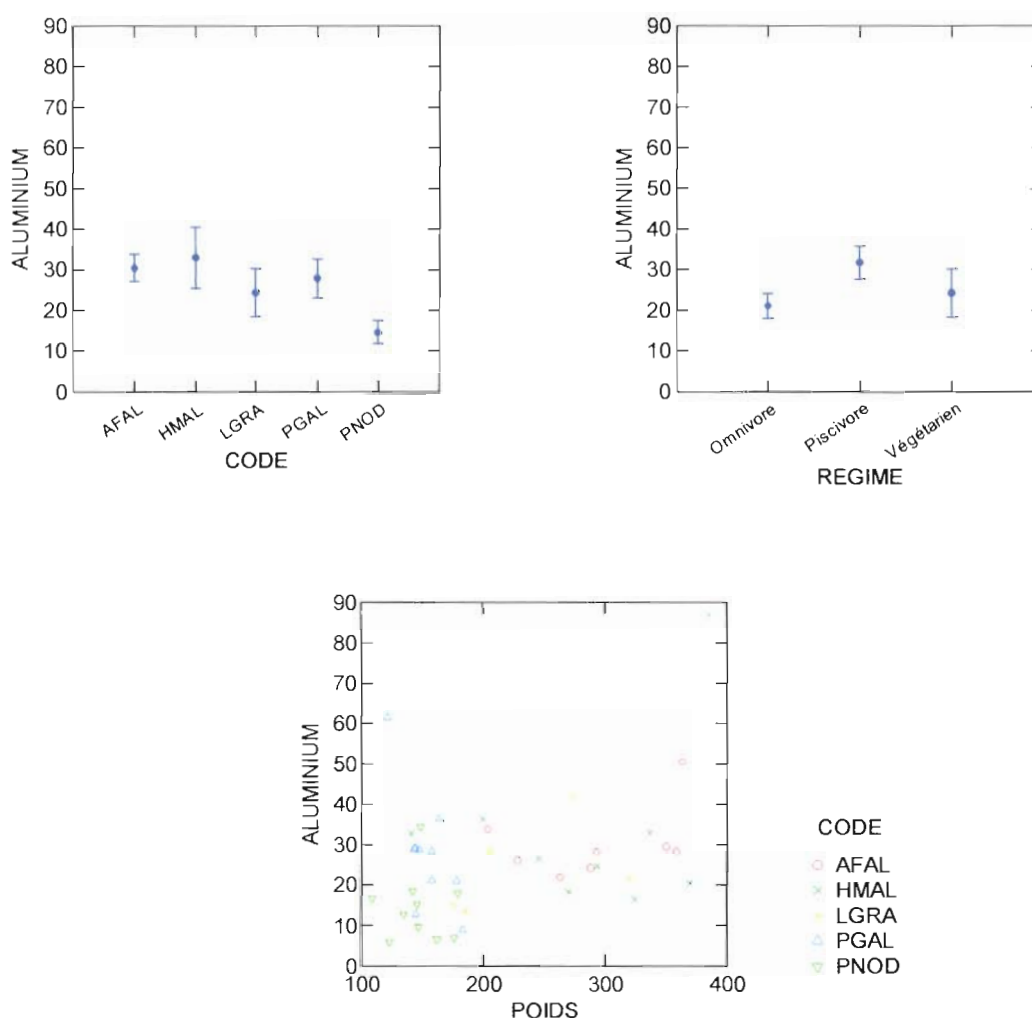 ALUMINIUM
90
80
70
60
50
40
30
20
10
0
AFAL HMAL LGRA PGAL PNOD
CODE
ALUMINIUM
90
80
70
60
50
40
30
20
10
0
Omnivore Piscivore Végétarien
REGIME
ALUMINIUM
90
80
70
60
50
40
30
20
10
0
100 200 300 400
POIDS
CODE
AFAL
HMAL
LGRA
PGAL
PNOD